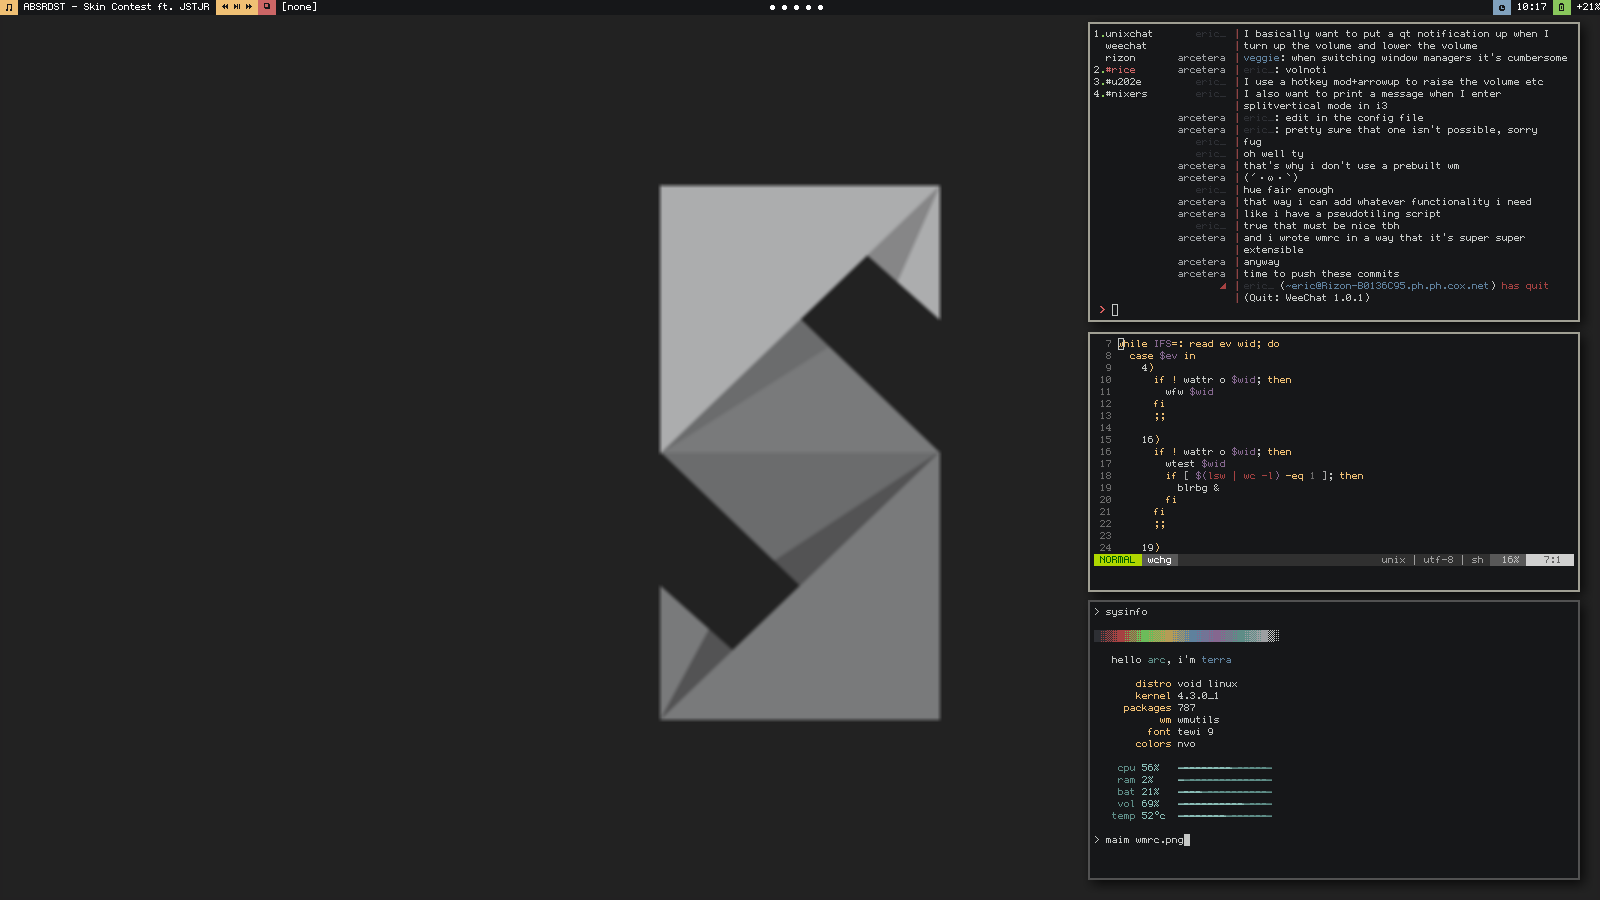 ABSRDST - Skin Contest ft. JSTJR [none] 10:17 +21%
1.unixchat eric… | I basically want to put a qt notification up when I
weechat | turn up the volume and lower the volume
rizon arcetera | veggie: when switching window managers it's cumbersome
2.#rice arcetera | eric…: volnoti
3.#u202e eric… | I use a hotkey mod+arrowup to raise the volume etc
4.#nixers eric… | I also want to print a message when I enter
| splitvertical mode in i3
arcetera | eric…: edit in the config file
arcetera | eric…: pretty sure that one isn't possible, sorry
eric… | fug
eric… | oh well ty
arcetera | that's why i don't use a prebuilt wm
arcetera | (´・ω・`)
eric… | hue fair enough
arcetera | that way i can add whatever functionality i need
arcetera | like i have a pseudotiling script
eric… | true that must be nice tbh
arcetera | and i wrote wmrc in a way that it's super super
| extensible
arcetera | anyway
arcetera | time to push these commits
| eric… (~eric@Rizon-B0136C95.ph.ph.cox.net) has quit
| (Quit: WeeChat 1.0.1)
>
7 while IFS=: read ev wid; do
8 case $ev in
9 4)
10 if ! wattr o $wid; then
11 wfw $wid
12 fi
13 ;;
14
15 16)
16 if ! wattr o $wid; then
17 wtest $wid
18 if [ $(lsw | wc -l) -eq 1 ]; then
19 blrbg &
20 fi
21 fi
22 ;;
23
24 19)
NORMAL wchg unix | utf-8 | sh 16% 7:1
> sysinfo
hello arc, i'm terra
distro void linux
kernel 4.3.0_1
packages 787
wm wmutils
font tewi 9
colors nvo
cpu 56%
ram 2%
bat 21%
vol 69%
temp 52°c
> maim wmrc.png